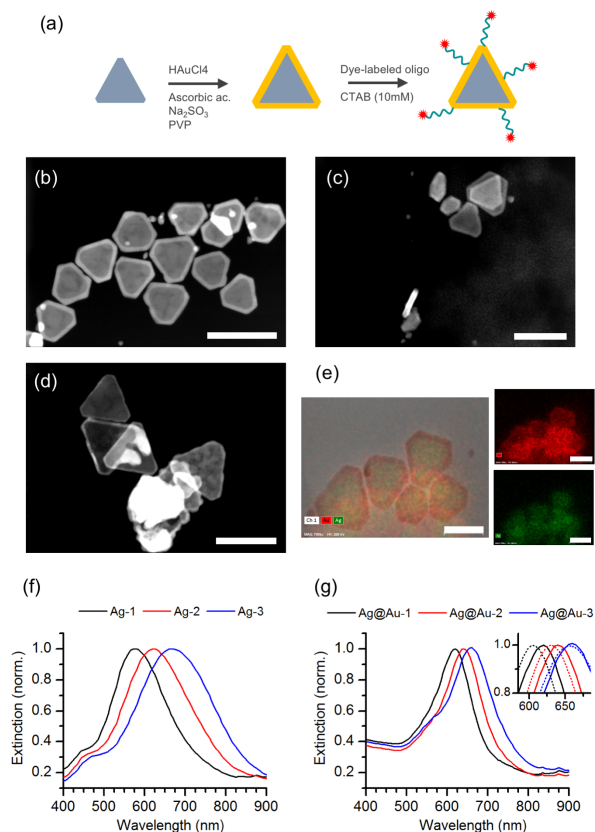 (a)
HAuCl4
Ascorbic ac.
Na2SO3
PVP
Dye-labeled oligo
CTAB (10mM)
(b)
(c)
(d)
(e)
Ch 1 Au Ag
(f)
Ag-1 Ag-2 Ag-3
Extinction (norm.)
1.0
0.8
0.6
0.4
0.2
400 500 600 700 800 900
Wavelength (nm)
(g)
Ag@Au-1 Ag@Au-2 Ag@Au-3
Extinction (norm.)
1.0
0.8
0.6
0.4
0.2
1.0
0.8
600 650
400 500 600 700 800 900
Wavelength (nm)